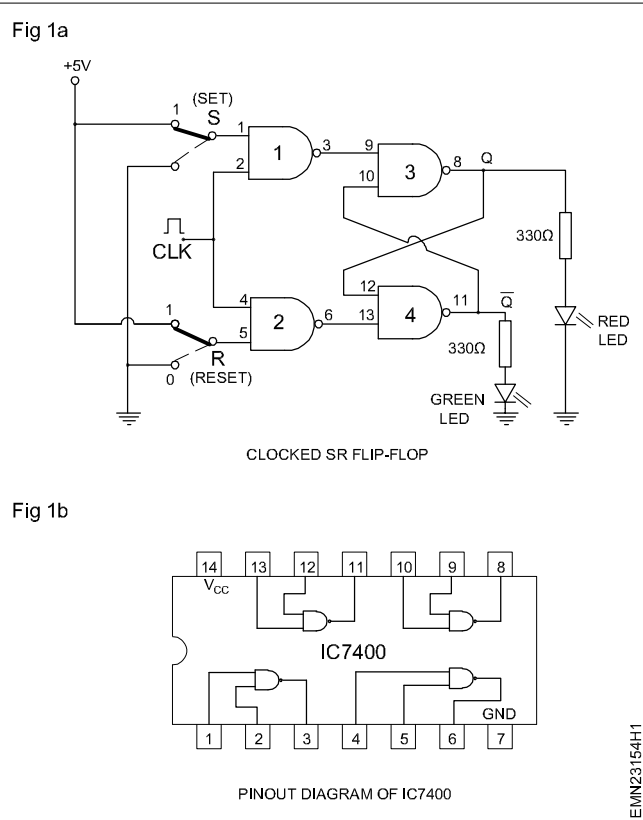 Fig 1a
+5V
1
(SET)
S
1
2
1
3
9
10
3
8
Q
CLK
330Ω
RED
LED
4
5
2
6
12
13
4
11
Q̅
330Ω
1
R
0
(RESET)
GREEN
LED
CLOCKED SR FLIP-FLOP
Fig 1b
14 13 12 11 10 9 8
VCC
IC7400
GND
1 2 3 4 5 6 7
PINOUT DIAGRAM OF IC7400
EMN23154H1